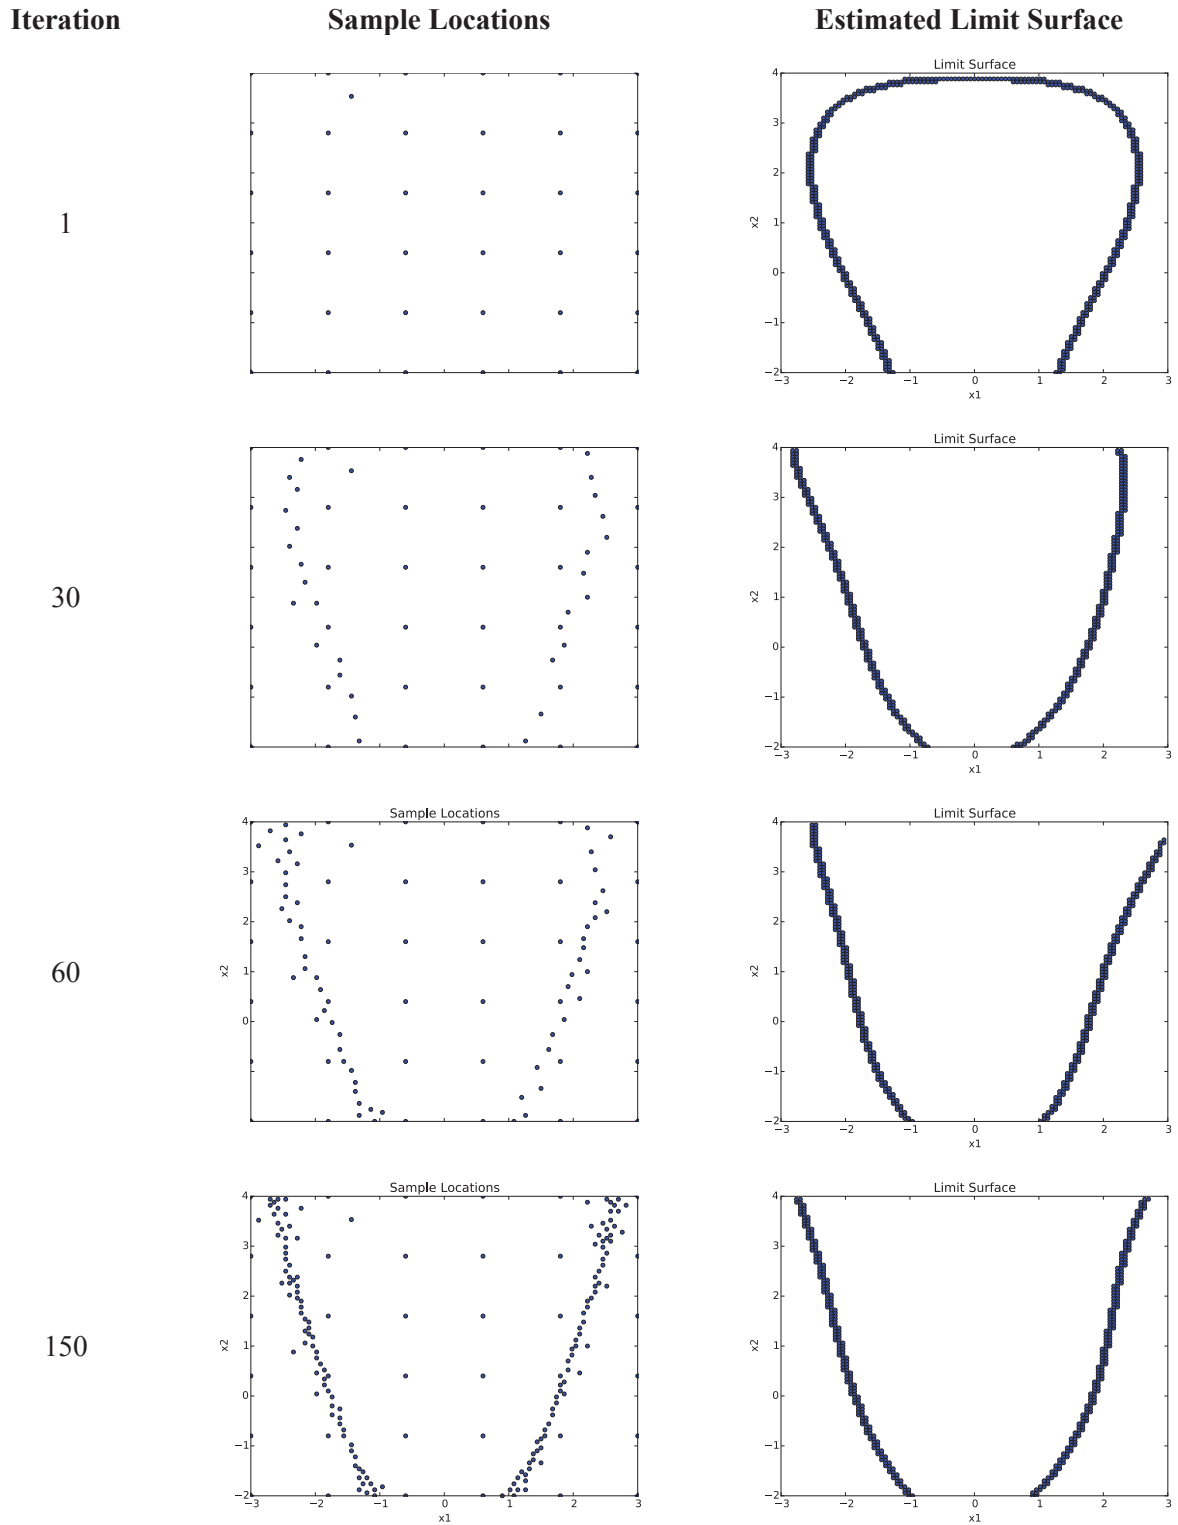 Iteration Sample Locations Estimated Limit Surface
Limit Surface
4
3
2
1
0
−1
−2
x2
−3 −2 −1 0 1 2 3
x1
1
Limit Surface
4
3
2
1
0
−1
−2
x2
−3 −2 −1 0 1 2 3
x1
30
Sample Locations Limit Surface
4
3
2
1
0
x2
4
3
2
1
0
−1
−2
x2
−3 −2 −1 0 1 2 3
x1
60
Sample Locations Limit Surface
4
3
2
1
0
−1
−2
x2
−3 −2 −1 0 1 2 3
x1
4
3
2
1
0
−1
−2
x2
−3 −2 −1 0 1 2 3
x1
150